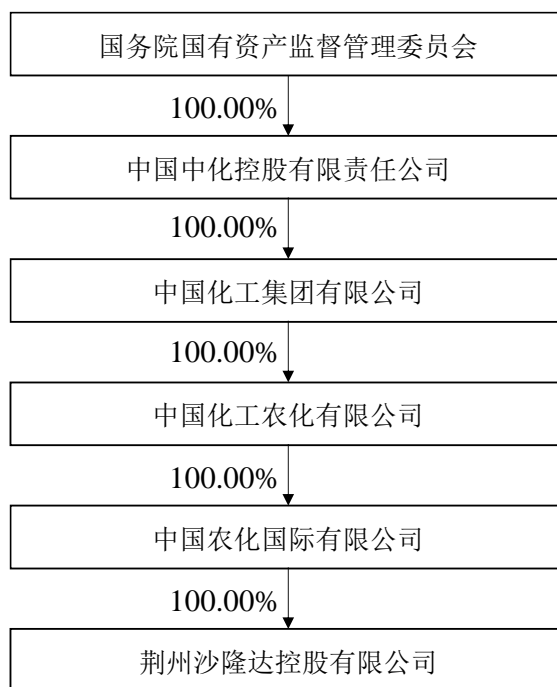 国务院国有资产监督管理委员会
100.00%
中国中化控股有限责任公司
100.00%
中国化工集团有限公司
100.00%
中国化工农化有限公司
100.00%
中国农化国际有限公司
100.00%
荆州沙隆达控股有限公司